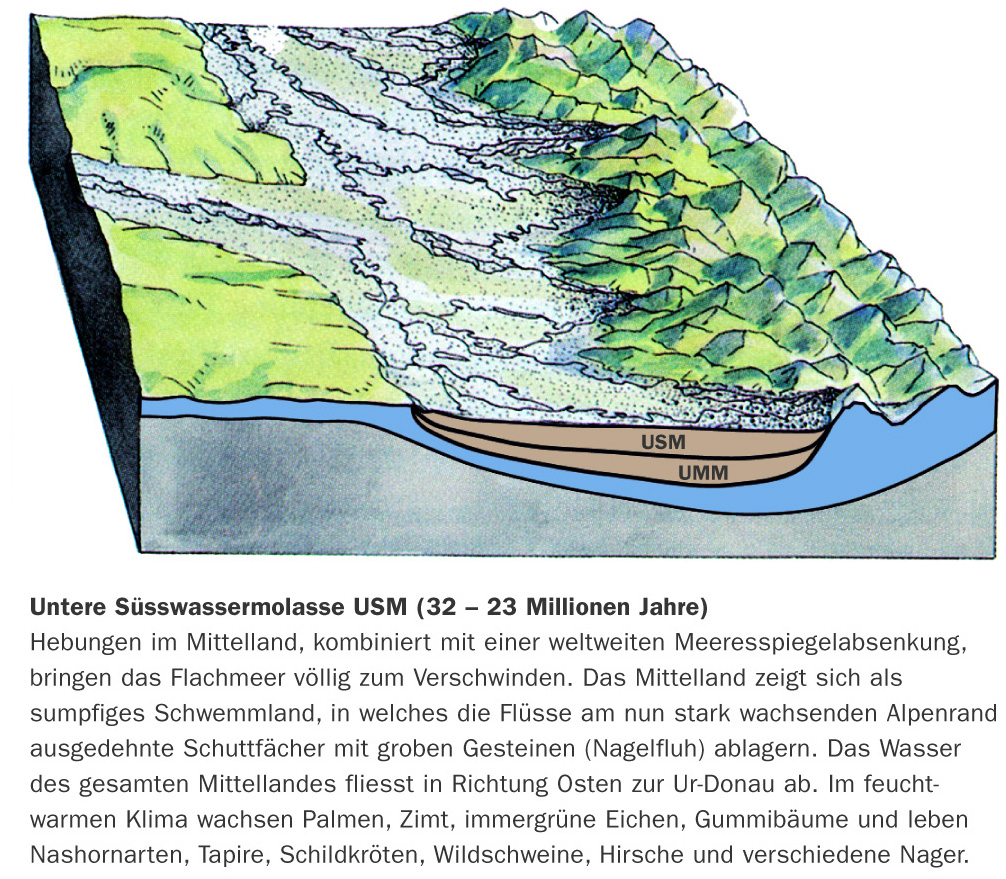 USM
UMM
Untere Süsswassermolasse USM (32 – 23 Millionen Jahre)
Hebungen im Mittelland, kombiniert mit einer weltweiten Meeresspiegelabsenkung,
bringen das Flachmeer völlig zum Verschwinden. Das Mittelland zeigt sich als
sumpfiges Schwemmland, in welches die Flüsse am nun stark wachsenden Alpenrand
ausgedehnte Schuttfächer mit groben Gesteinen (Nagelfluh) ablagern. Das Wasser
des gesamten Mittellandes fliesst in Richtung Osten zur Ur-Donau ab. Im feucht-
warmen Klima wachsen Palmen, Zimt, immergrüne Eichen, Gummibäume und leben
Nashornarten, Tapire, Schildkröten, Wildschweine, Hirsche und verschiedene Nager.